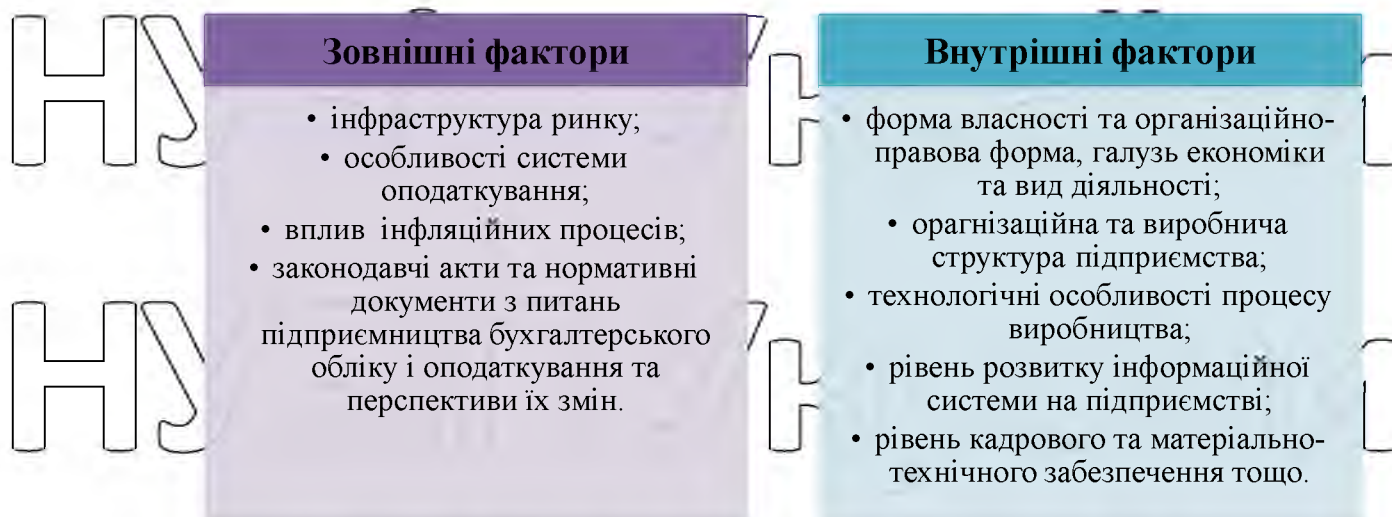 Зовнішні фактори
• інфраструктура ринку;
• особливості системи
оподаткування;
• вплив інфляційних процесів;
• законодавчі акти та нормативні
документи з питань
підприємництва бухгалтерського
обліку і оподаткування та
перспективи їх змін.
Внутрішні фактори
• форма власності та організаційно-
правова форма, галузь економіки
та вид діяльності;
• орагнізаційна та виробнича
структура підприємства;
• технологічні особливості процесу
виробництва;
• рівень розвитку інформаційної
системи на підприємстві;
• рівень кадрового та матеріально-
технічного забезпечення тощо.